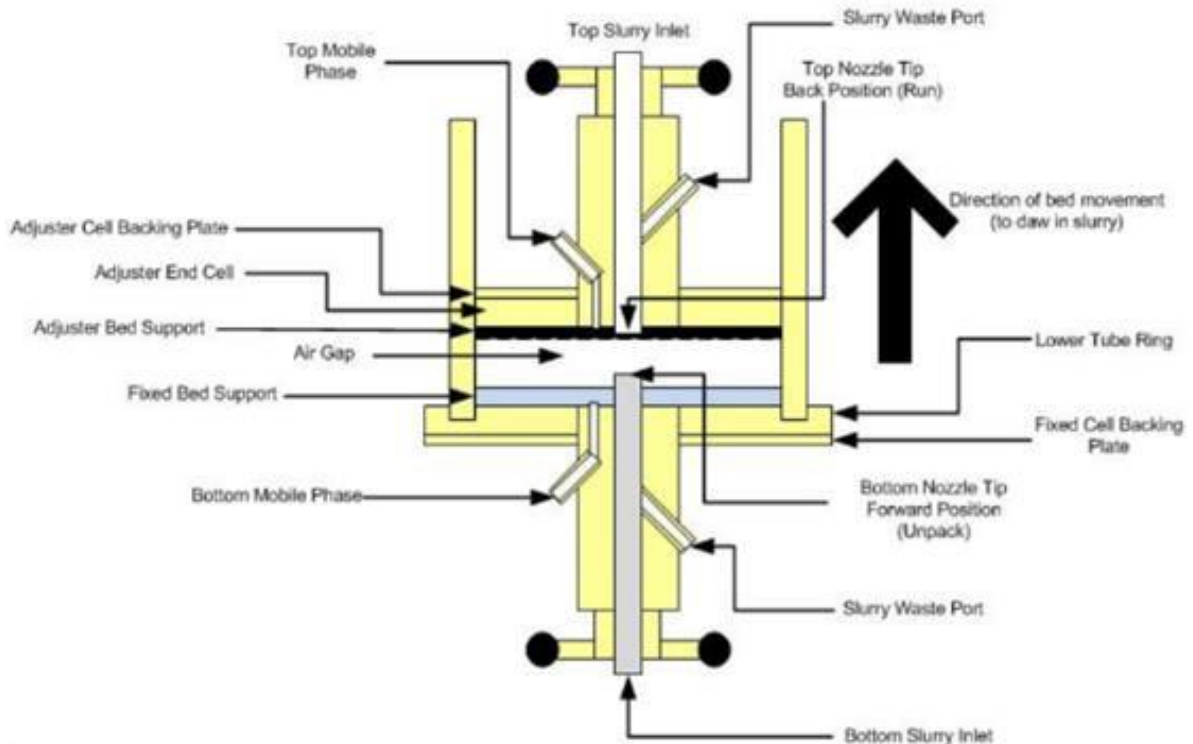 Slurry Waste Port
Top Slurry Inlet
Top Mobile
Phase
Top Nozzle Tip
Back Position (Run)
Direction of bed movement
(to daw in slurry)
Adjuster Cell Backing Plate
Adjuster End Cell
Adjuster Bed Support
Air Gap
Lower Tube Ring
Fixed Bed Support
Fixed Cell Backing
Plate
Bottom Mobile Phase
Bottom Nozzle Tip
Forward Position
(Unpack)
Slurry Waste Port
Bottom Slurry Inlet